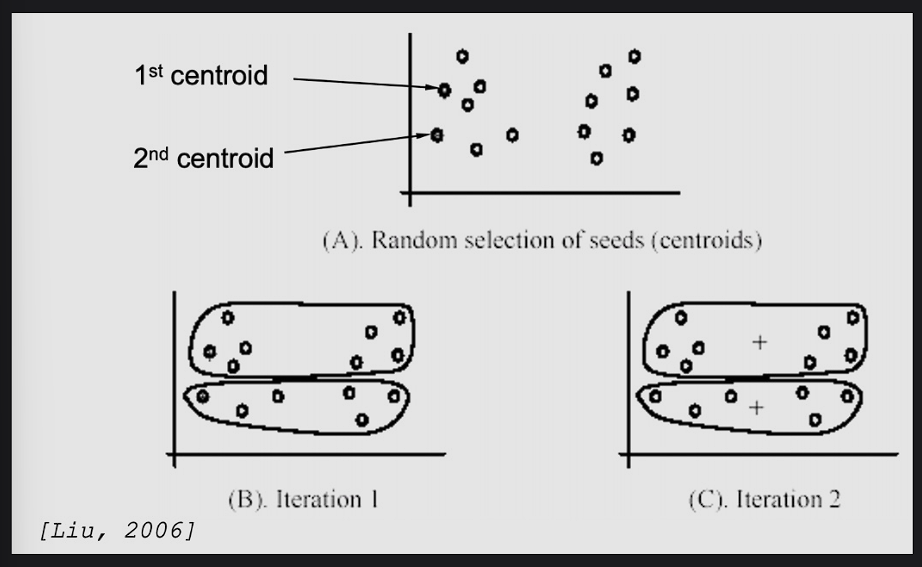 1st centroid
2nd centroid
(A). Random selection of seeds (centroids)
+
+
(B). Iteration 1
(C). Iteration 2
[Liu, 2006]